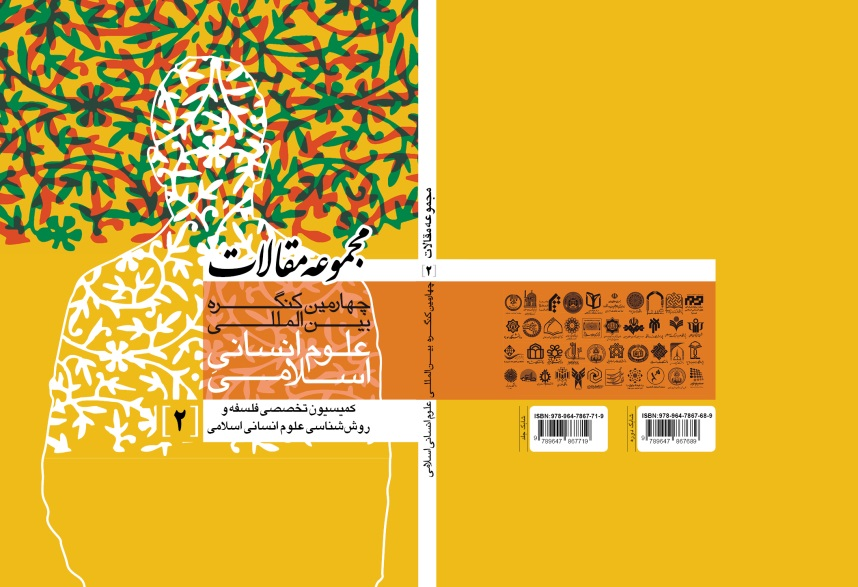 مجموعه مقالات
چهارمین کنگره
بین‌المللی
علوم انسانی
اسلامی
کمیسیون تخصصی فلسفه و
روش‌شناسی علوم انسانی اسلامی
[۲]
مجموعه مقالات
[۲]
چهارمین کنگره بین‌المللی علوم انسانی اسلامی
شابک جلد
ISBN:978-964-7867-71-9
9 789647 867719
شابک دوره
ISBN:978-964-7867-68-9
9 789647 867689